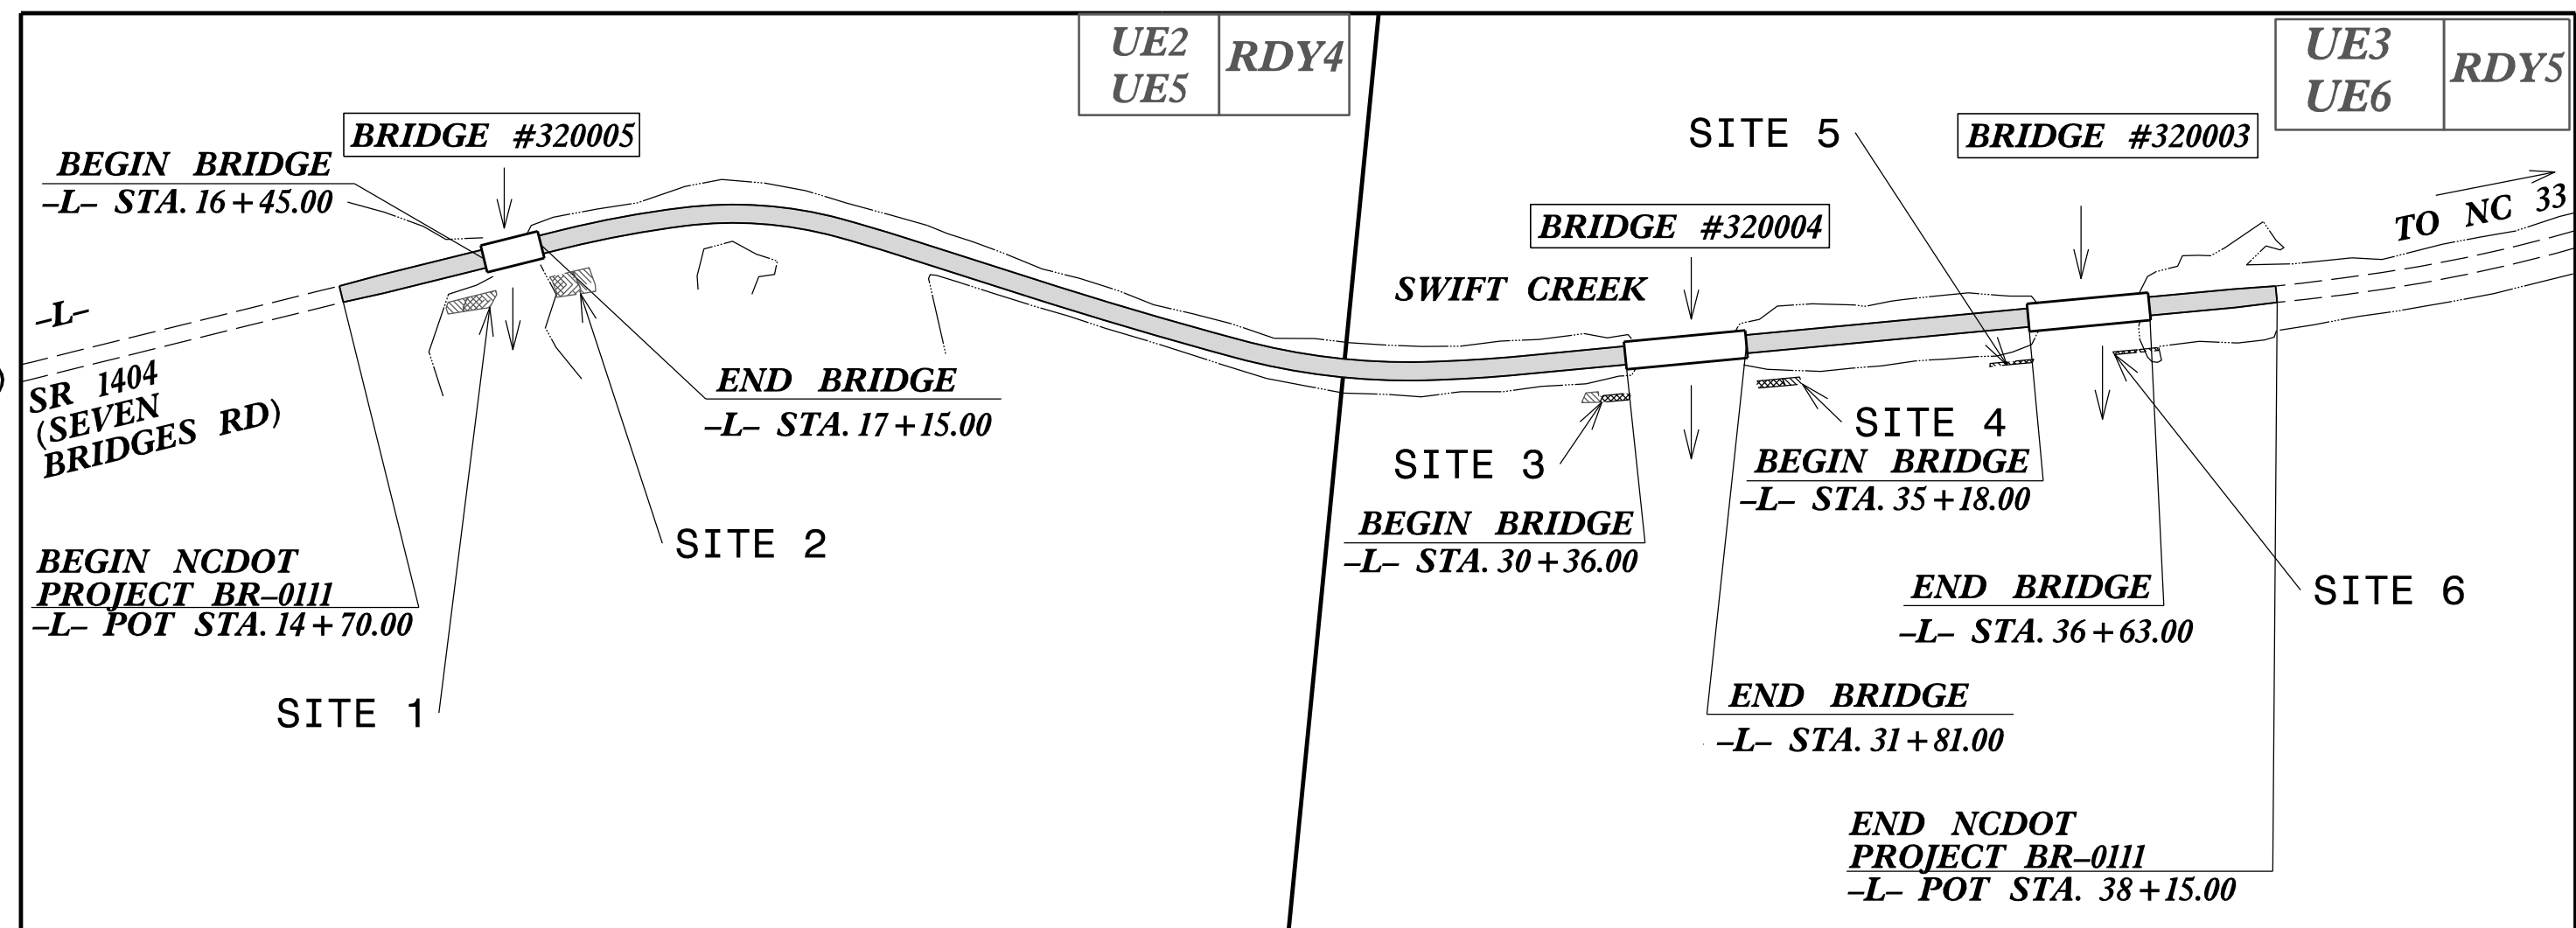 UE2
UE5
RDY4
UE3
UE6
RDY5
BRIDGE #320005
BEGIN BRIDGE
-L- STA. 16+45.00
SITE 5
BRIDGE #320003
BRIDGE #320004
TO NC 33
SWIFT CREEK
-L-
SR 1404
(SEVEN
BRIDGES RD)
END BRIDGE
-L- STA. 17+15.00
SITE 4
SITE 3
BEGIN BRIDGE
-L- STA. 35+18.00
BEGIN BRIDGE
-L- STA. 30+36.00
SITE 2
BEGIN NCDOT
PROJECT BR-0111
-L- POT STA. 14+70.00
END BRIDGE
-L- STA. 36+63.00
SITE 6
SITE 1
END BRIDGE
-L- STA. 31+81.00
END NCDOT
PROJECT BR-0111
-L- POT STA. 38+15.00